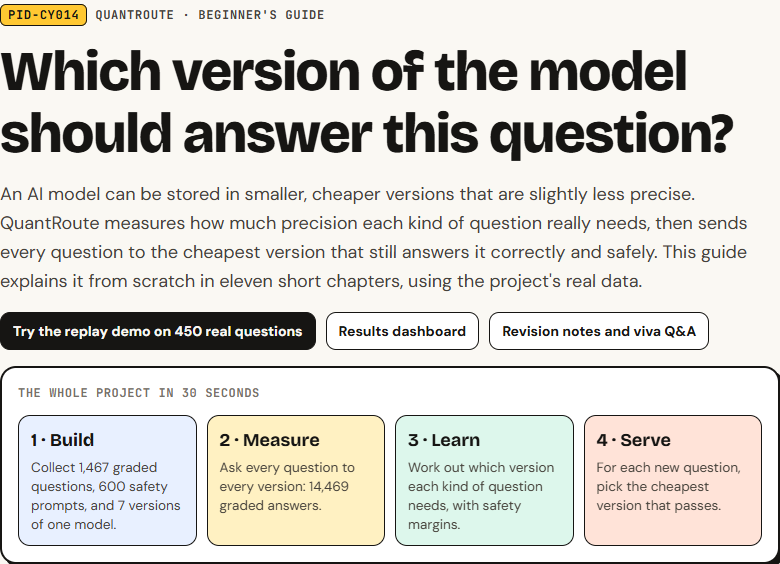 PID-CY014 QUANTROUTE · BEGINNER'S GUIDE
Which version of the model
should answer this question?
An AI model can be stored in smaller, cheaper versions that are slightly less precise.
QuantRoute measures how much precision each kind of question really needs, then sends
every question to the cheapest version that still answers it correctly and safely. This guide
explains it from scratch in eleven short chapters, using the project's real data.
Try the replay demo on 450 real questions
Results dashboard
Revision notes and viva Q&A
THE WHOLE PROJECT IN 30 SECONDS
1 · Build
Collect 1,467 graded
questions, 600 safety
prompts, and 7 versions
of one model.
2 · Measure
Ask every question to
every version: 14,469
graded answers.
3 · Learn
Work out which version
each kind of question
needs, with safety
margins.
4 · Serve
For each new question,
pick the cheapest
version that passes.